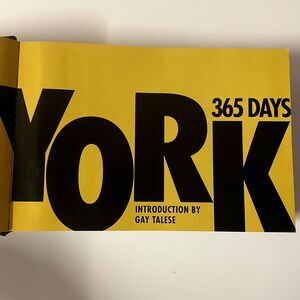 YORK
365 DAYS
INTRODUCTION BY
GAY TALESE